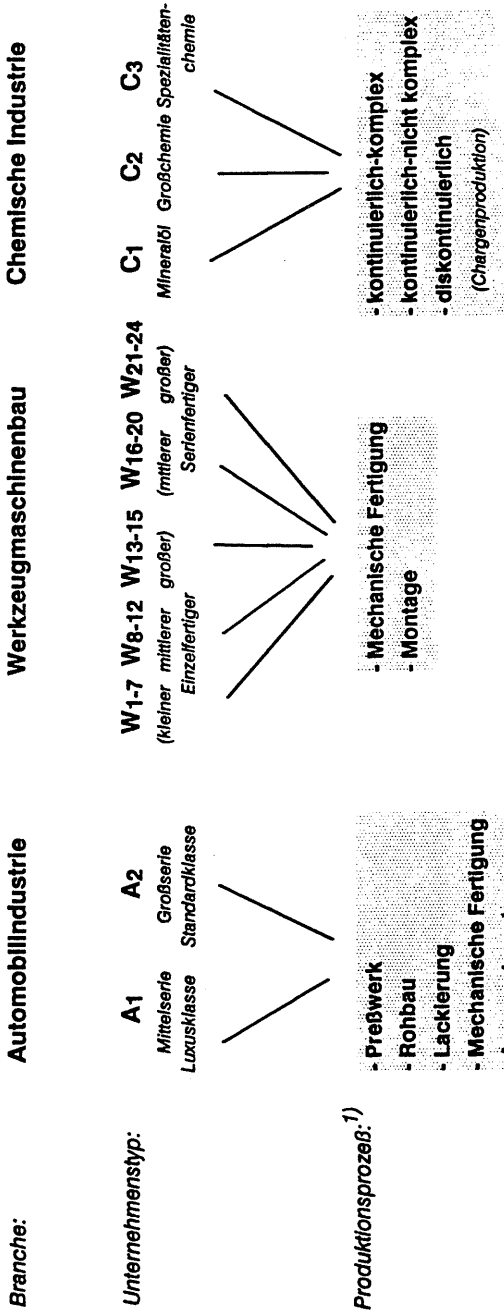 Branche:
Automobilindustrie
Werkzeugmaschinenbau
Chemische Industrie
Unternehmenstyp:
A1 A2
Mittelserie Großserie
Luxusklasse Standardklasse
W1-7 W8-12 W13-15 W16-20 W21-24
(kleiner mittlerer großer) (mittlerer großer)
Einzelfertiger Serienfertiger
C1 C2 C3
Mineralöl Großchemie Spezialitäten-
chemie
Produktionsprozeß:1)
- Preßwerk
- Rohbau
- Lackierung
- Mechanische Fertigung
- Mechanische Fertigung
- Montage
- kontinuierlich-komplex
- kontinuierlich-nicht komplex
- diskontinuierlich
(Chargenproduktion)